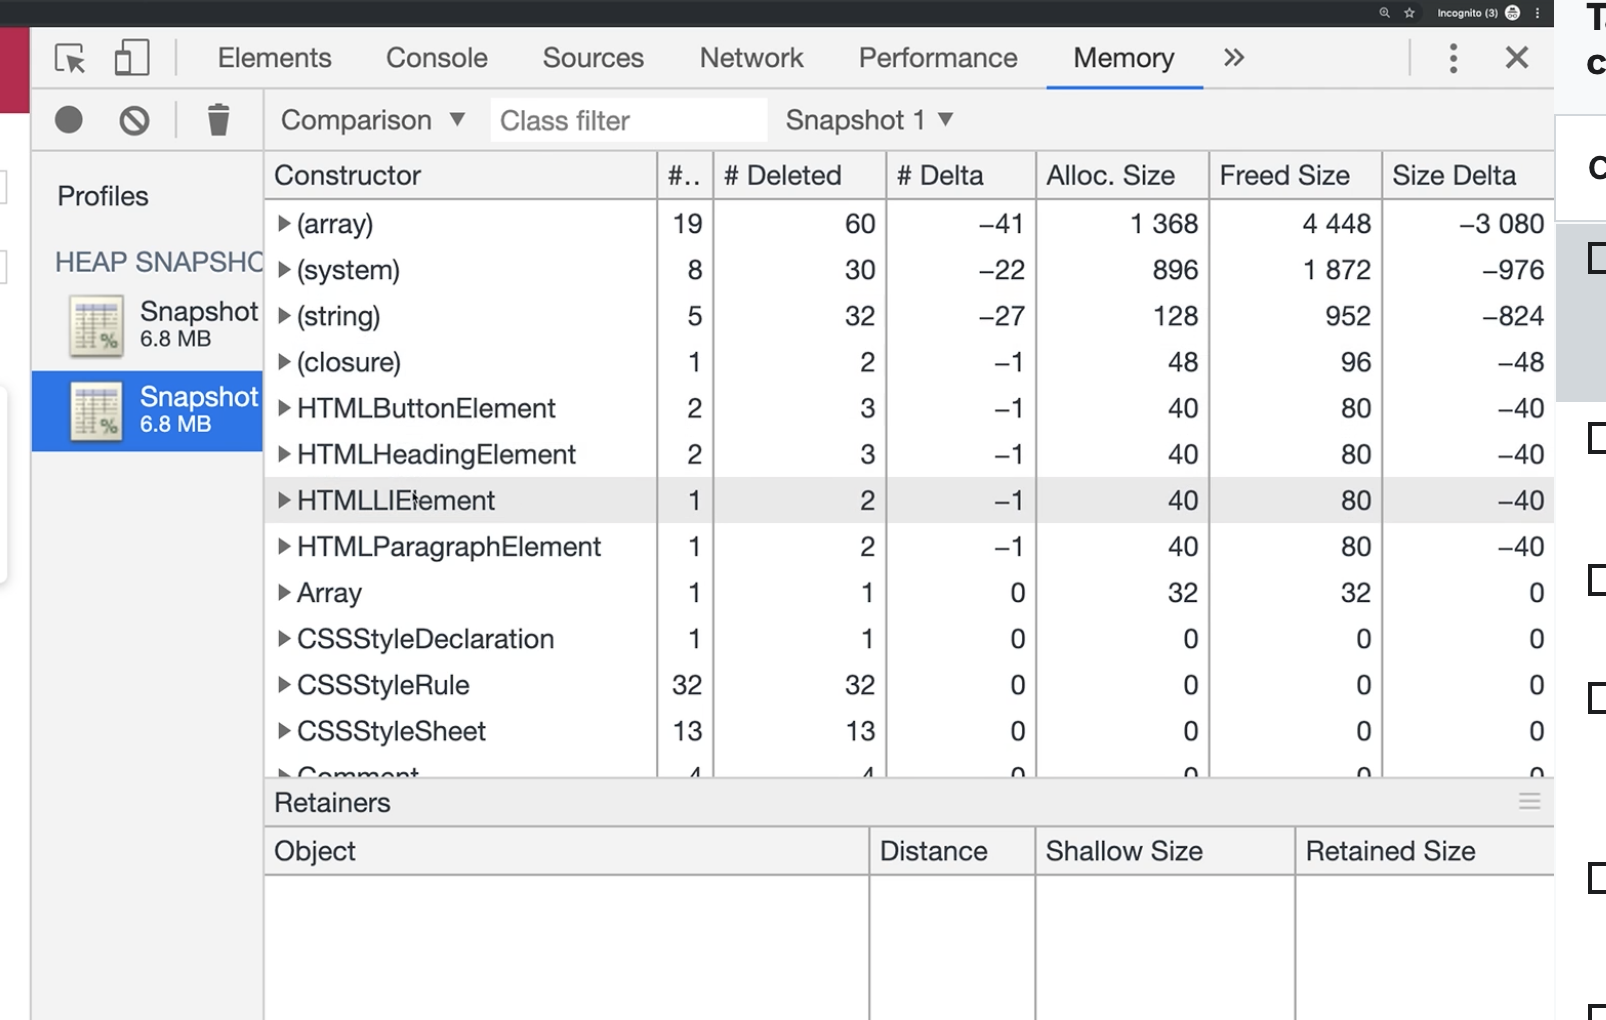 Incognito (3)
Elements Console Sources Network Performance Memory
Comparison Class filter Snapshot 1
Profiles
HEAP SNAPSHO
Snapshot
6.8 MB
Snapshot
6.8 MB
Constructor #.. # Deleted # Delta Alloc. Size Freed Size Size Delta
(array) 19 60 −41 1 368 4 448 −3 080
(system) 8 30 −22 896 1 872 −976
(string) 5 32 −27 128 952 −824
(closure) 1 2 −1 48 96 −48
HTMLButtonElement 2 3 −1 40 80 −40
HTMLHeadingElement 2 3 −1 40 80 −40
HTMLLIElement 1 2 −1 40 80 −40
HTMLParagraphElement 1 2 −1 40 80 −40
Array 1 1 0 32 32 0
CSSStyleDeclaration 1 1 0 0 0 0
CSSStyleRule 32 32 0 0 0 0
CSSStyleSheet 13 13 0 0 0 0
Comment 4 4 0 0 0 0
Retainers
Object Distance Shallow Size Retained Size